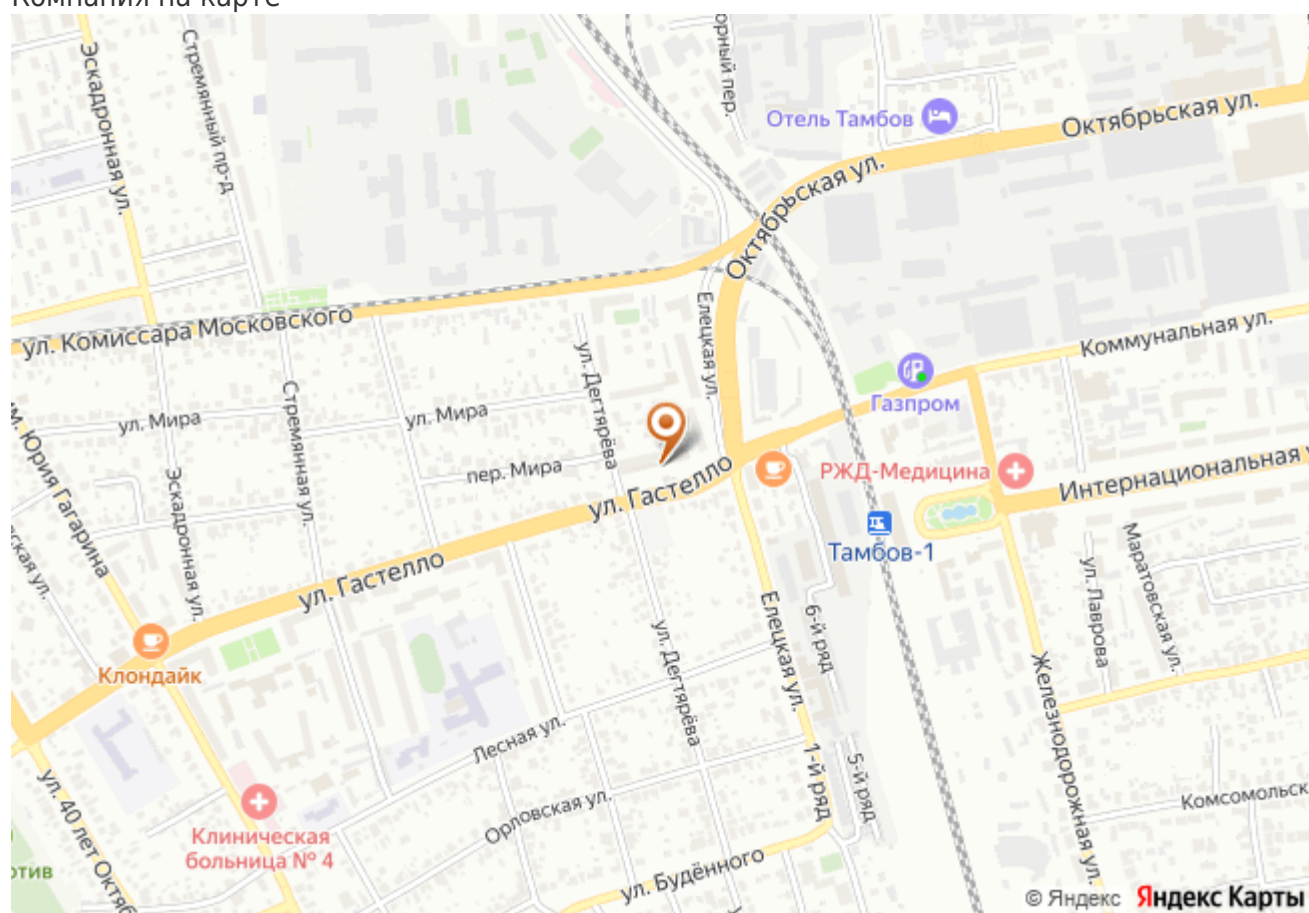 Компания на карте
Эскадронная ул.
Стремянный пр-д
орный пер.
Отель Тамбов
Октябрьская ул.
Октябрьская ул.
ул. Комиссара Московского
Елецкая ул.
Коммунальная ул.
ул. Дегтярёва
Газпром
Стремянная ул.
ул. Мира
ул. Мира
м. Юрия Гагарина
пер. Мира
ул. Гастелло
РЖД-Медицина
Интернациональная у
Эскадронная ул.
ская ул.
Тамбов-1
Маратовская ул.
ул. Лаврова
ул. Гастелло
Елецкая ул.
6-й ряд
ул. Дегтярёва
Клондайк
Железнодорожная ул.
Лесная ул.
1-й ряд
5-й ряд
ул. 40 лет Октяб
Орловская ул.
Комсомольск
Клиническая
больница № 4
отив
ул. Будённого
© Яндекс Яндекс Карты